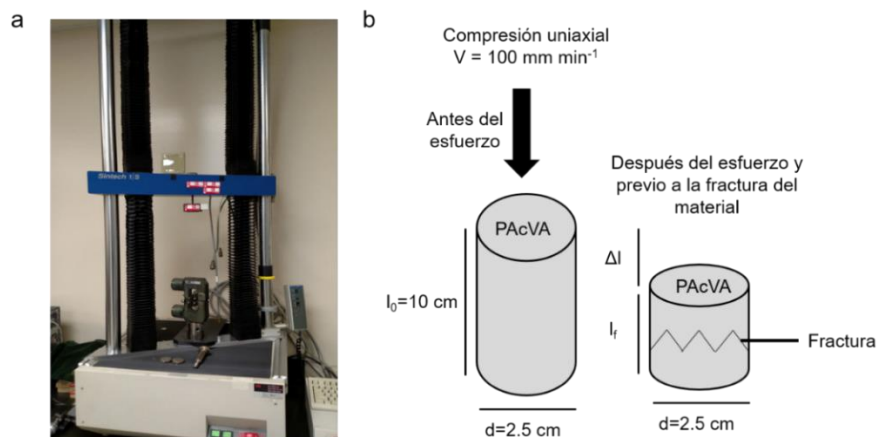 a
Sintech 1/S
b
Compresión uniaxial
V = 100 mm min⁻¹
Antes del
esfuerzo
Después del esfuerzo y
previo a la fractura del
material
PAcVA
l₀=10 cm
d=2.5 cm
Δl
PAcVA
lf
Fractura
d=2.5 cm